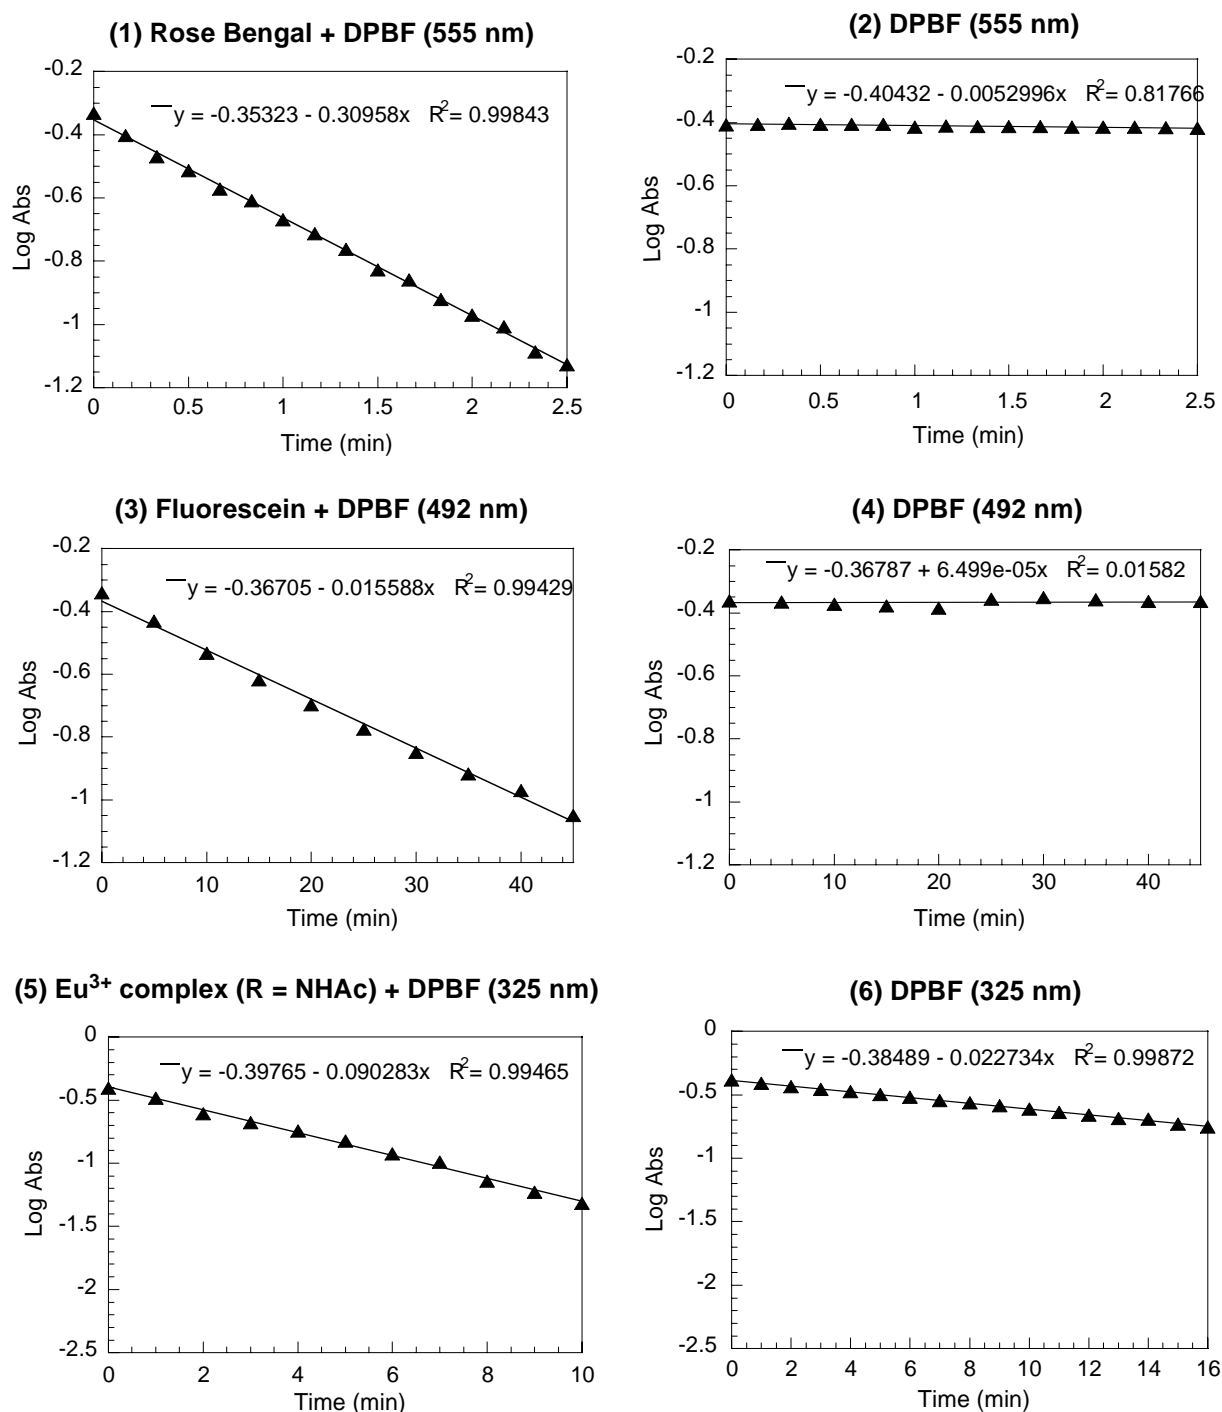 (1) Rose Bengal + DPBF (555 nm)
y = -0.35323 - 0.30958x R²= 0.99843
-0.2
-0.4
-0.6
-0.8
-1
-1.2
Log Abs
0 0.5 1 1.5 2 2.5
Time (min)
(2) DPBF (555 nm)
y = -0.40432 - 0.0052996x R²= 0.81766
-0.2
-0.4
-0.6
-0.8
-1
-1.2
Log Abs
0 0.5 1 1.5 2 2.5
Time (min)
(3) Fluorescein + DPBF (492 nm)
y = -0.36705 - 0.015588x R²= 0.99429
-0.2
-0.4
-0.6
-0.8
-1
-1.2
Log Abs
0 10 20 30 40
Time (min)
(4) DPBF (492 nm)
y = -0.36787 + 6.499e-05x R²= 0.01582
-0.2
-0.4
-0.6
-0.8
-1
-1.2
Log Abs
0 10 20 30 40
Time (min)
(5) Eu³⁺ complex (R = NHAc) + DPBF (325 nm)
y = -0.39765 - 0.090283x R²= 0.99465
0
-0.5
-1
-1.5
-2
-2.5
Log Abs
0 2 4 6 8 10
Time (min)
(6) DPBF (325 nm)
y = -0.38489 - 0.022734x R²= 0.99872
0
-0.5
-1
-1.5
-2
-2.5
Log Abs
0 2 4 6 8 10 12 14 16
Time (min)